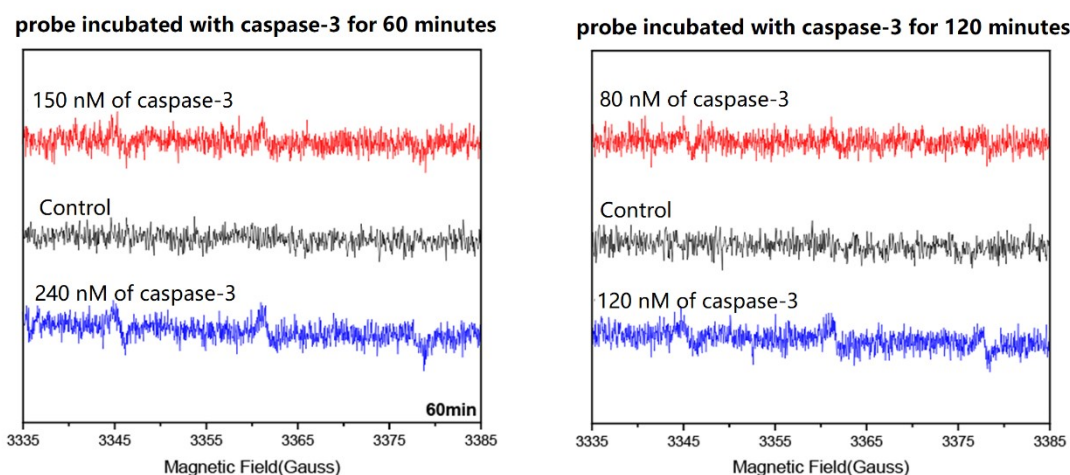 probe incubated with caspase-3 for 60 minutes
150 nM of caspase-3
Control
240 nM of caspase-3
60min
3335 3345 3355 3365 3375 3385
Magnetic Field(Gauss)
probe incubated with caspase-3 for 120 minutes
80 nM of caspase-3
Control
120 nM of caspase-3
3335 3345 3355 3365 3375 3385
Magnetic Field(Gauss)